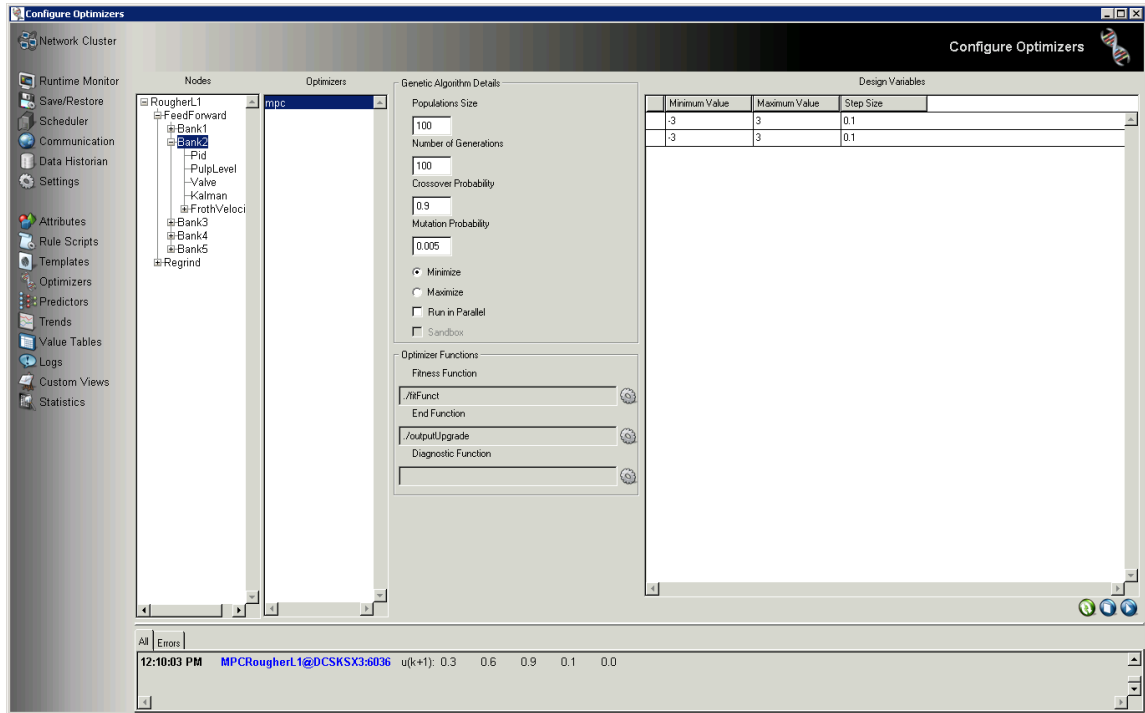 Configure Optimizers
Network Cluster
Configure Optimizers
Runtime Monitor
Save/Restore
Scheduler
Communication
Data Historian
Settings
Attributes
Rule Scripts
Templates
Optimizers
Predictors
Trends
Value Tables
Logs
Custom Views
Statistics
Nodes
RougherL1
FeedForward
Bank1
Bank2
Pid
PulpLevel
Valve
Kalman
FrothVeloci
Bank3
Bank4
Bank5
Regrind
Optimizers
mpc
Genetic Algorithm Details
Populations Size
100
Number of Generations
100
Crossover Probability
0.9
Mutation Probability
0.005
Minimize
Maximize
Run in Parallel
Sandbox
Optimizer Functions
Fitness Function
./fitFunct
End Function
./outputUpgrade
Diagnostic Function
Design Variables
Minimum Value Maximum Value Step Size
-3 3 0.1
-3 3 0.1
All Errors
12:10:03 PM MPCRougherL1@DCSKSX3:6036 u(k+1): 0.3 0.6 0.9 0.1 0.0